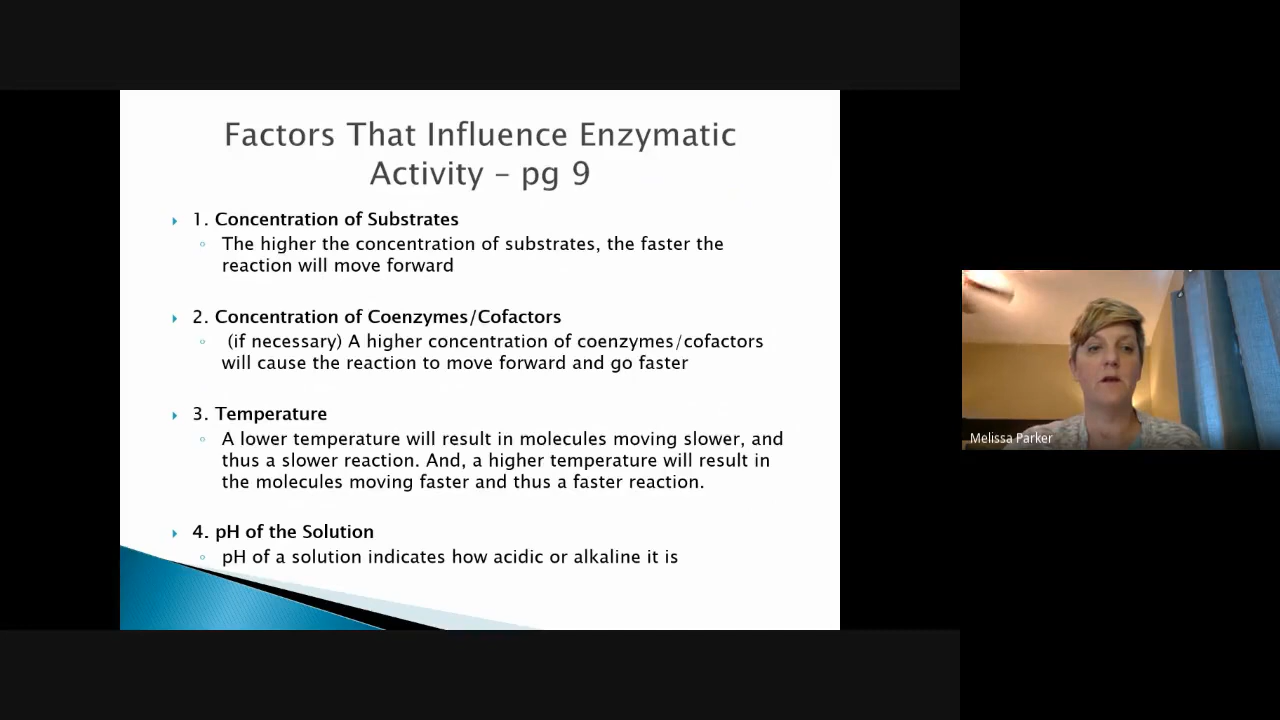 Factors That Influence Enzymatic
Activity – pg 9
1. Concentration of Substrates
The higher the concentration of substrates, the faster the
reaction will move forward
2. Concentration of Coenzymes/Cofactors
(if necessary) A higher concentration of coenzymes/cofactors
will cause the reaction to move forward and go faster
3. Temperature
A lower temperature will result in molecules moving slower, and
thus a slower reaction. And, a higher temperature will result in
the molecules moving faster and thus a faster reaction.
4. pH of the Solution
pH of a solution indicates how acidic or alkaline it is
Melissa Parker